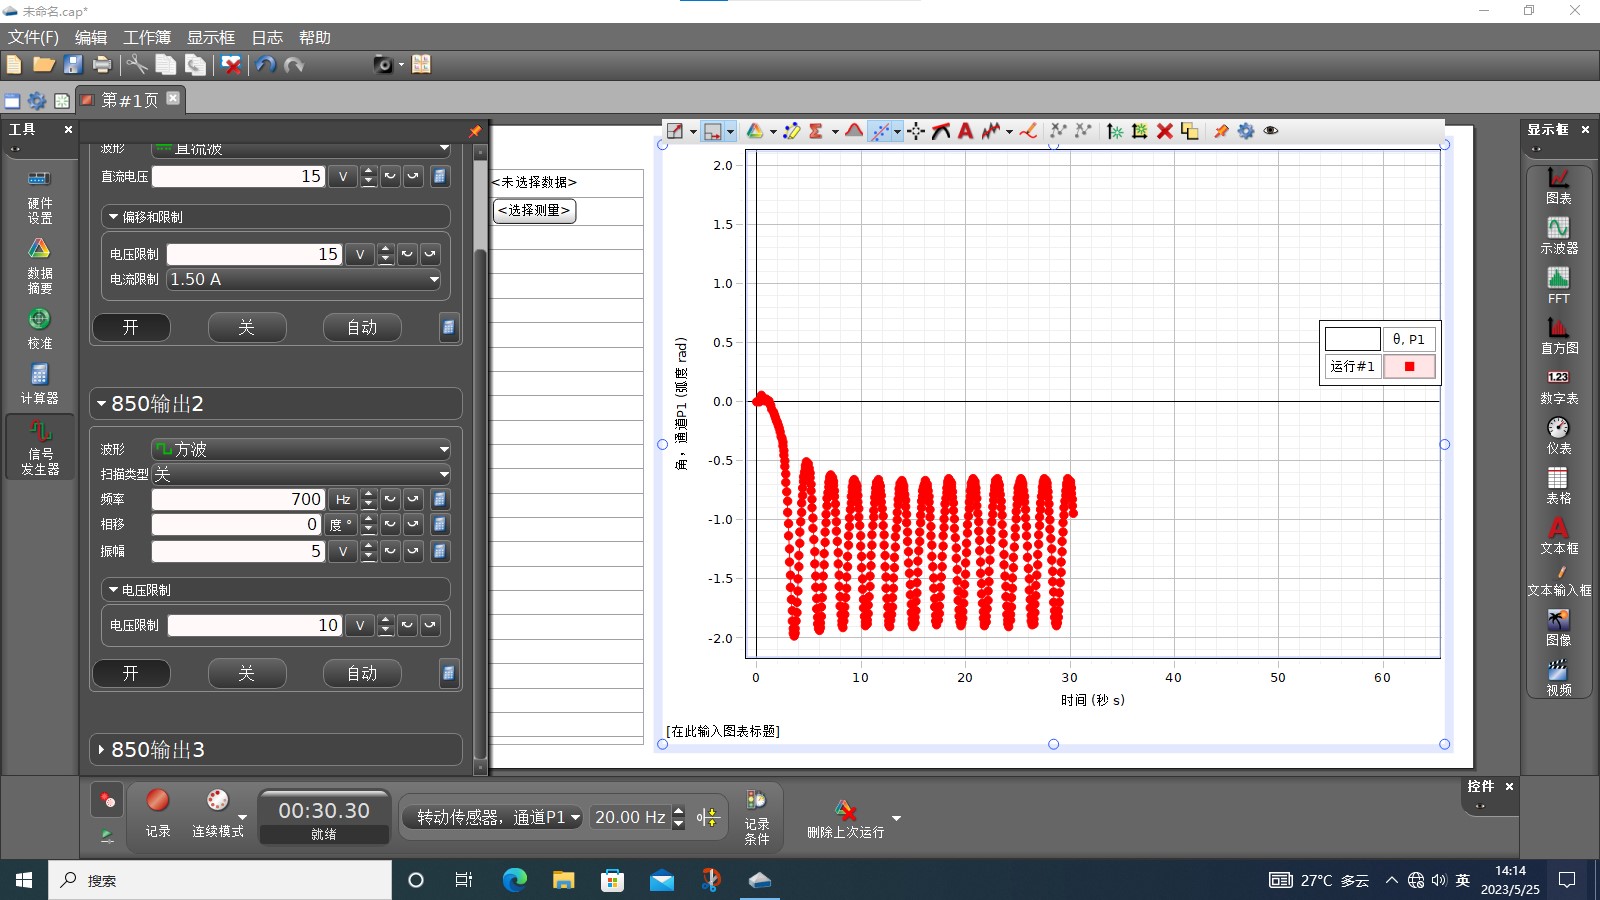 未命名.cap*
文件(F) 编辑 工作簿 显示框 日志 帮助
第#1页
工具
硬件
设置
数据
摘要
校准
计算器
信号
发生器
波形 直流波
直流电压 15 V
偏移和限制
电压限制 15 V
电流限制 1.50 A
开 关 自动
850输出2
波形 方波
扫描类型 关
频率 700 Hz
相移 0 度 °
振幅 5 V
电压限制
电压限制 10 V
开 关 自动
850输出3
<未选择数据>
<选择测量>
2.0
1.5
1.0
0.5
0.0
-0.5
-1.0
-1.5
-2.0
角，通道P1 (弧度 rad)
θ, P1
运行#1
0 10 20 30 40 50 60
时间 (秒 s)
[在此输入图表标题]
显示框
图表
示波器
FFT
直方图
1.23
数字表
仪表
表格
文本框
文本输入框
图像
视频
控件
记录
连续模式
00:30.30
就绪
转动传感器，通道P1
20.00 Hz
记录
条件
删除上次运行
搜索
27°C 多云
英
14:14
2023/5/25